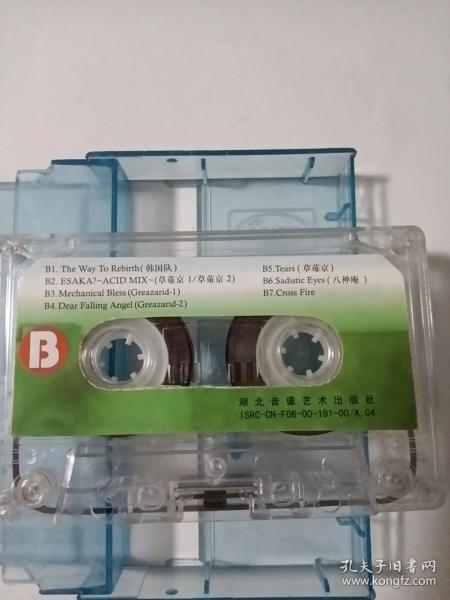 B1. The Way To Rebirth(韩国队)
B2. ESAKA?~ACID MIX~(草薙京 1/草薙京 2)
B3. Mechanical Bless(Greazarid-1)
B4. Dear Falling Angel(Greazarid-2)
B5.Tears (草薙京)
B6.Sadistic Eyes (八神庵 )
B7.Cross Fire
B
湖北音像艺术出版社
ISRC-CN-F06-00-191-00/A.G4
孔夫子旧书网
www.kongfz.com